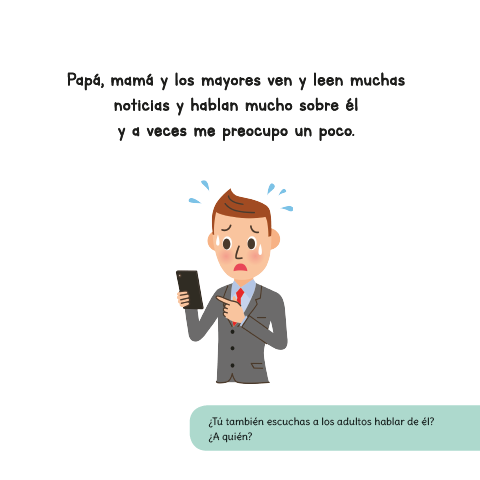 Papá, mamá y los mayores ven y leen muchas
noticias y hablan mucho sobre él
y a veces me preocupo un poco.
¿Tú también escuchas a los adultos hablar de él?
¿A quién?